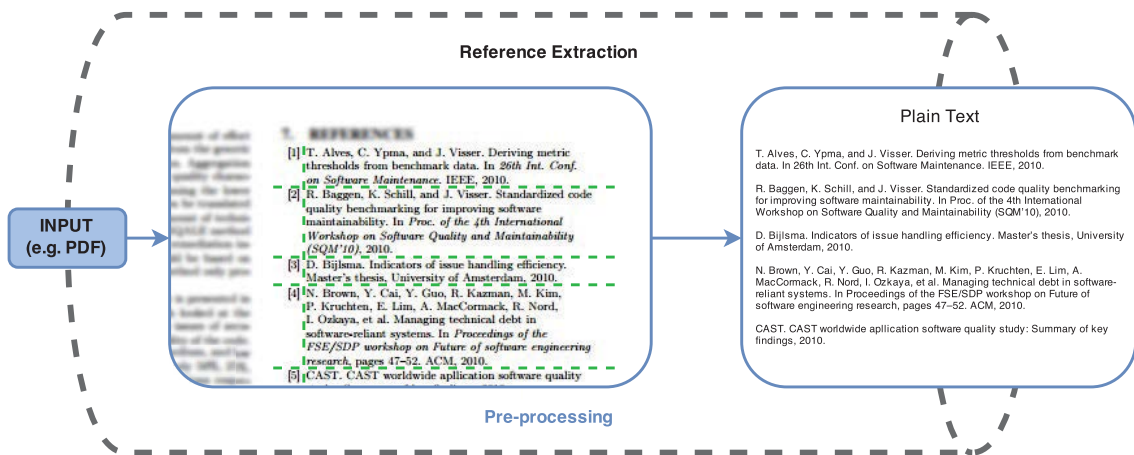 Reference Extraction
INPUT
(e.g. PDF)
7. REFERENCES
[1] T. Alves, C. Ypma, and J. Visser. Deriving metric
thresholds from benchmark data. In 26th Int. Conf.
on Software Maintenance. IEEE, 2010.
[2] R. Baggen, K. Schill, and J. Visser. Standardized code
quality benchmarking for improving software
maintainability. In Proc. of the 4th International
Workshop on Software Quality and Maintainability
(SQM'10), 2010.
[3] D. Bijlsma. Indicators of issue handling efficiency.
Master's thesis, University of Amsterdam, 2010.
[4] N. Brown, Y. Cai, Y. Guo, R. Kazman, M. Kim,
P. Kruchten, E. Lim, A. MacCormack, R. Nord,
I. Ozkaya, et al. Managing technical debt in
software-reliant systems. In Proceedings of the
FSE/SDP workshop on Future of software engineering
research, pages 47–52. ACM, 2010.
[5] CAST. CAST worldwide apllication software quality
Plain Text
T. Alves, C. Ypma, and J. Visser. Deriving metric thresholds from benchmark
data. In 26th Int. Conf. on Software Maintenance. IEEE, 2010.
R. Baggen, K. Schill, and J. Visser. Standardized code quality benchmarking
for improving software maintainability. In Proc. of the 4th International
Workshop on Software Quality and Maintainability (SQM'10), 2010.
D. Bijlsma. Indicators of issue handling efficiency. Master's thesis, University
of Amsterdam, 2010.
N. Brown, Y. Cai, Y. Guo, R. Kazman, M. Kim, P. Kruchten, E. Lim, A.
MacCormack, R. Nord, I. Ozkaya, et al. Managing technical debt in software-
reliant systems. In Proceedings of the FSE/SDP workshop on Future of
software engineering research, pages 47–52. ACM, 2010.
CAST. CAST worldwide apllication software quality study: Summary of key
findings, 2010.
Pre-processing